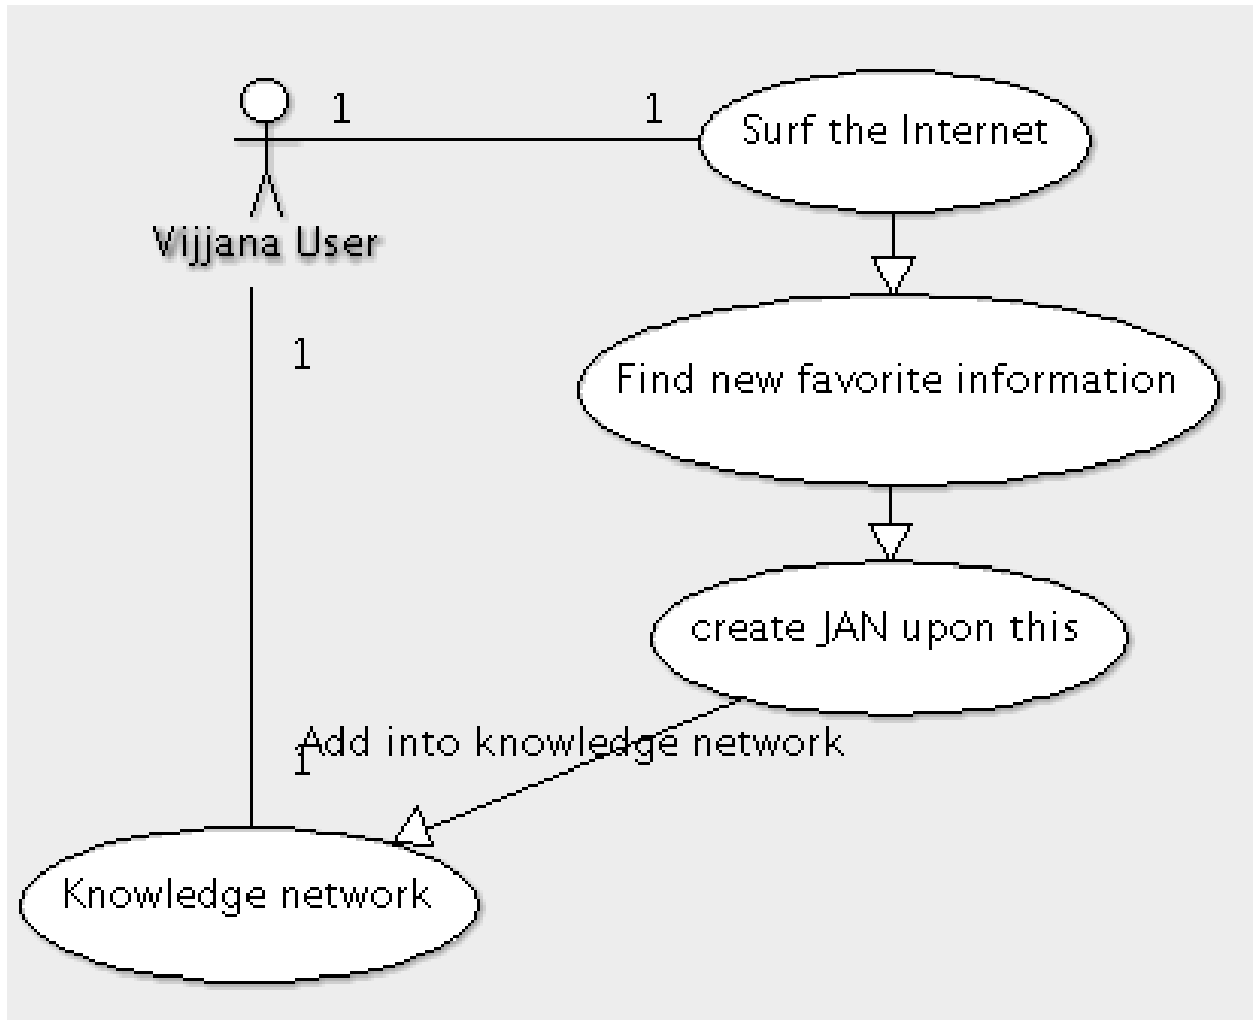 1
1
Surf the Internet
Vijjana User
1
Find new favorite information
create JAN upon this
Add into knowledge network
1
Knowledge network